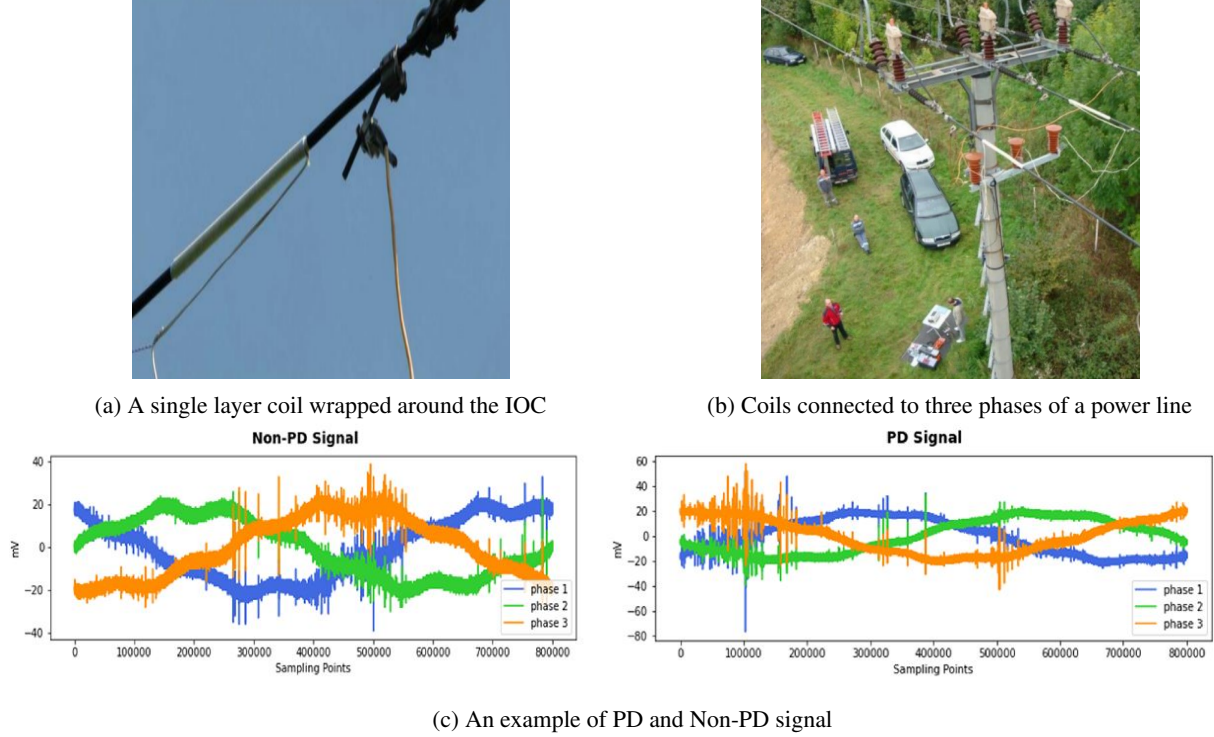 (a) A single layer coil wrapped around the IOC
(b) Coils connected to three phases of a power line
Non-PD Signal
40
20
0
−20
−40
mV
phase 1
phase 2
phase 3
0 100000 200000 300000 400000 500000 600000 700000 800000
Sampling Points
PD Signal
60
40
20
0
−20
−40
−60
−80
mV
phase 1
phase 2
phase 3
0 100000 200000 300000 400000 500000 600000 700000 800000
Sampling Points
(c) An example of PD and Non-PD signal